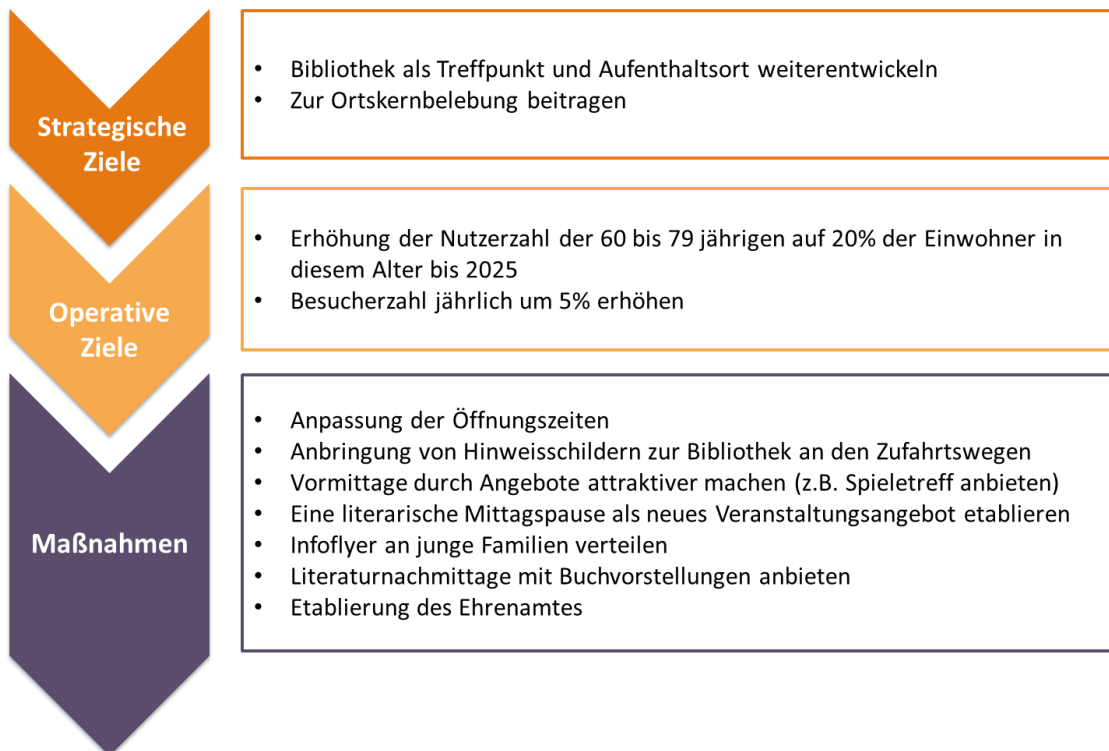 Strategische
Ziele
• Bibliothek als Treffpunkt und Aufenthaltsort weiterentwickeln
• Zur Ortskernbelebung beitragen
Operative
Ziele
• Erhöhung der Nutzerzahl der 60 bis 79 jährigen auf 20% der Einwohner in
diesem Alter bis 2025
• Besucherzahl jährlich um 5% erhöhen
Maßnahmen
• Anpassung der Öffnungszeiten
• Anbringung von Hinweisschildern zur Bibliothek an den Zufahrtswegen
• Vormittage durch Angebote attraktiver machen (z.B. Spieletreff anbieten)
• Eine literarische Mittagspause als neues Veranstaltungsangebot etablieren
• Infoflyer an junge Familien verteilen
• Literaturnachmittage mit Buchvorstellungen anbieten
• Etablierung des Ehrenamtes